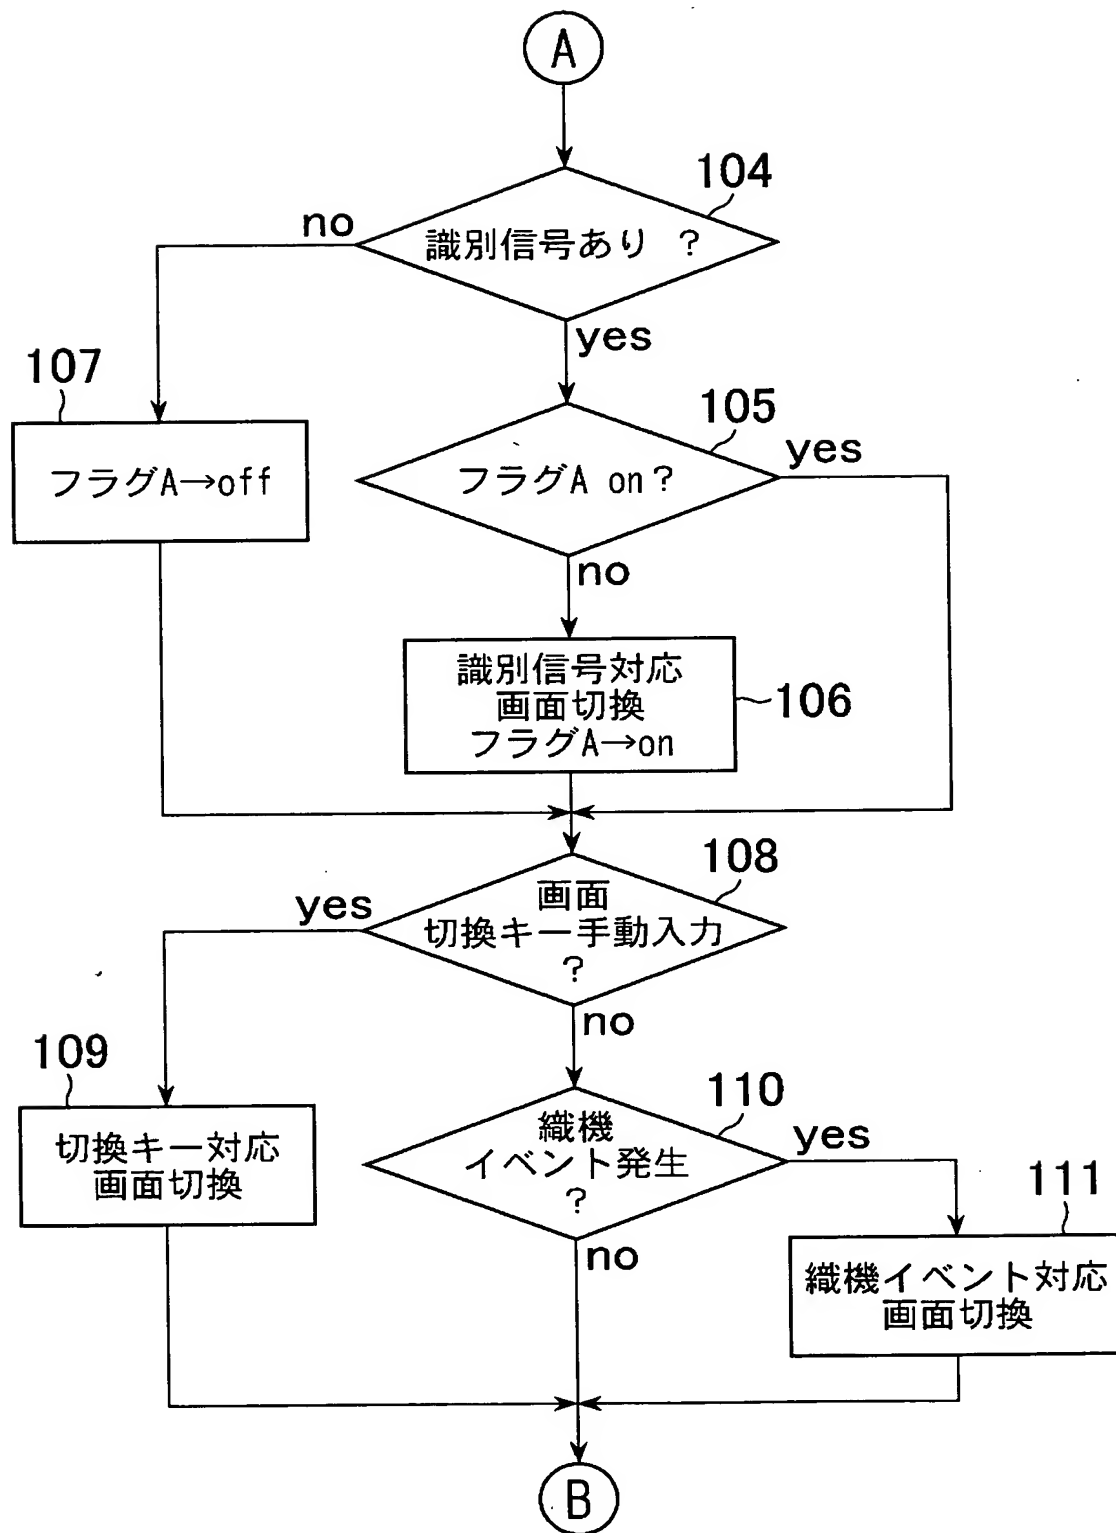 A
104
no
識別信号あり ?
yes
107
105
yes
フラグA→off
フラグA on?
no
識別信号対応
画面切換
フラグA→on
106
108
yes
画面
切換キー手動入力
?
no
109
110
切換キー対応
画面切換
織機
イベント発生
?
yes
111
no
織機イベント対応
画面切換
B